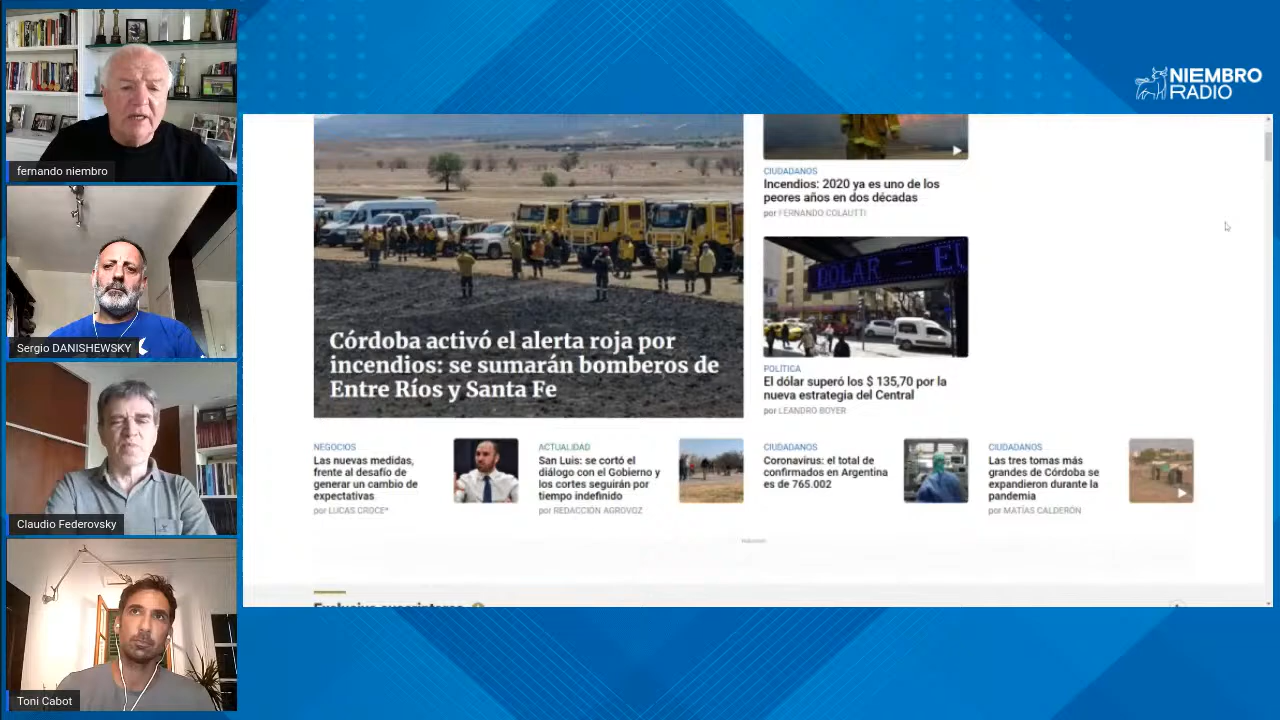 fernando niembro
Sergio DANISHEWSKY
Claudio Federovsky
Toni Cabot
NIEMBRO
RADIO
Córdoba activó el alerta roja por
incendios: se sumarán bomberos de
Entre Ríos y Santa Fe
CIUDADANOS
Incendios: 2020 ya es uno de los
peores años en dos décadas
por FERNANDO COLAUTTI
DOLAR - EU
POLÍTICA
El dólar superó los $ 135,70 por la
nueva estrategia del Central
por LEANDRO BOYER
NEGOCIOS
Las nuevas medidas,
frente al desafío de
generar un cambio de
expectativas
por LUCAS CROCE*
ACTUALIDAD
San Luis: se cortó el
diálogo con el Gobierno y
los cortes seguirán por
tiempo indefinido
por REDACCIÓN AGROVOZ
CIUDADANOS
Coronavirus: el total de
confirmados en Argentina
es de 765.002
CIUDADANOS
Las tres tomas más
grandes de Córdoba se
expandieron durante la
pandemia
por MATÍAS CALDERÓN